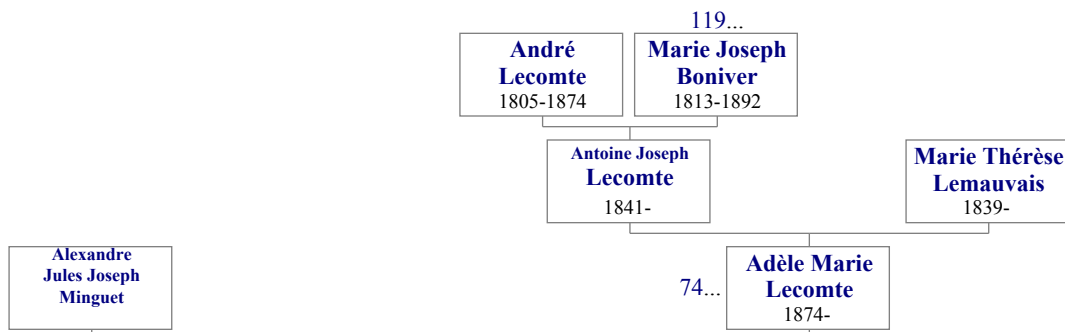 119...
André
Lecomte
1805-1874
Marie Joseph
Boniver
1813-1892
Antoine Joseph
Lecomte
1841-
Marie Thérèse
Lemauvais
1839-
Alexandre
Jules Joseph
Minguet
74...
Adèle Marie
Lecomte
1874-